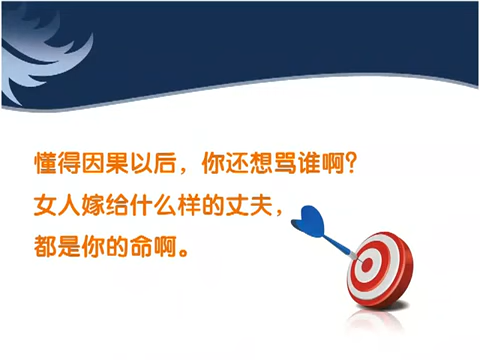 懂得因果以后，你还想骂谁啊？
女人嫁给什么样的丈夫，
都是你的命啊。